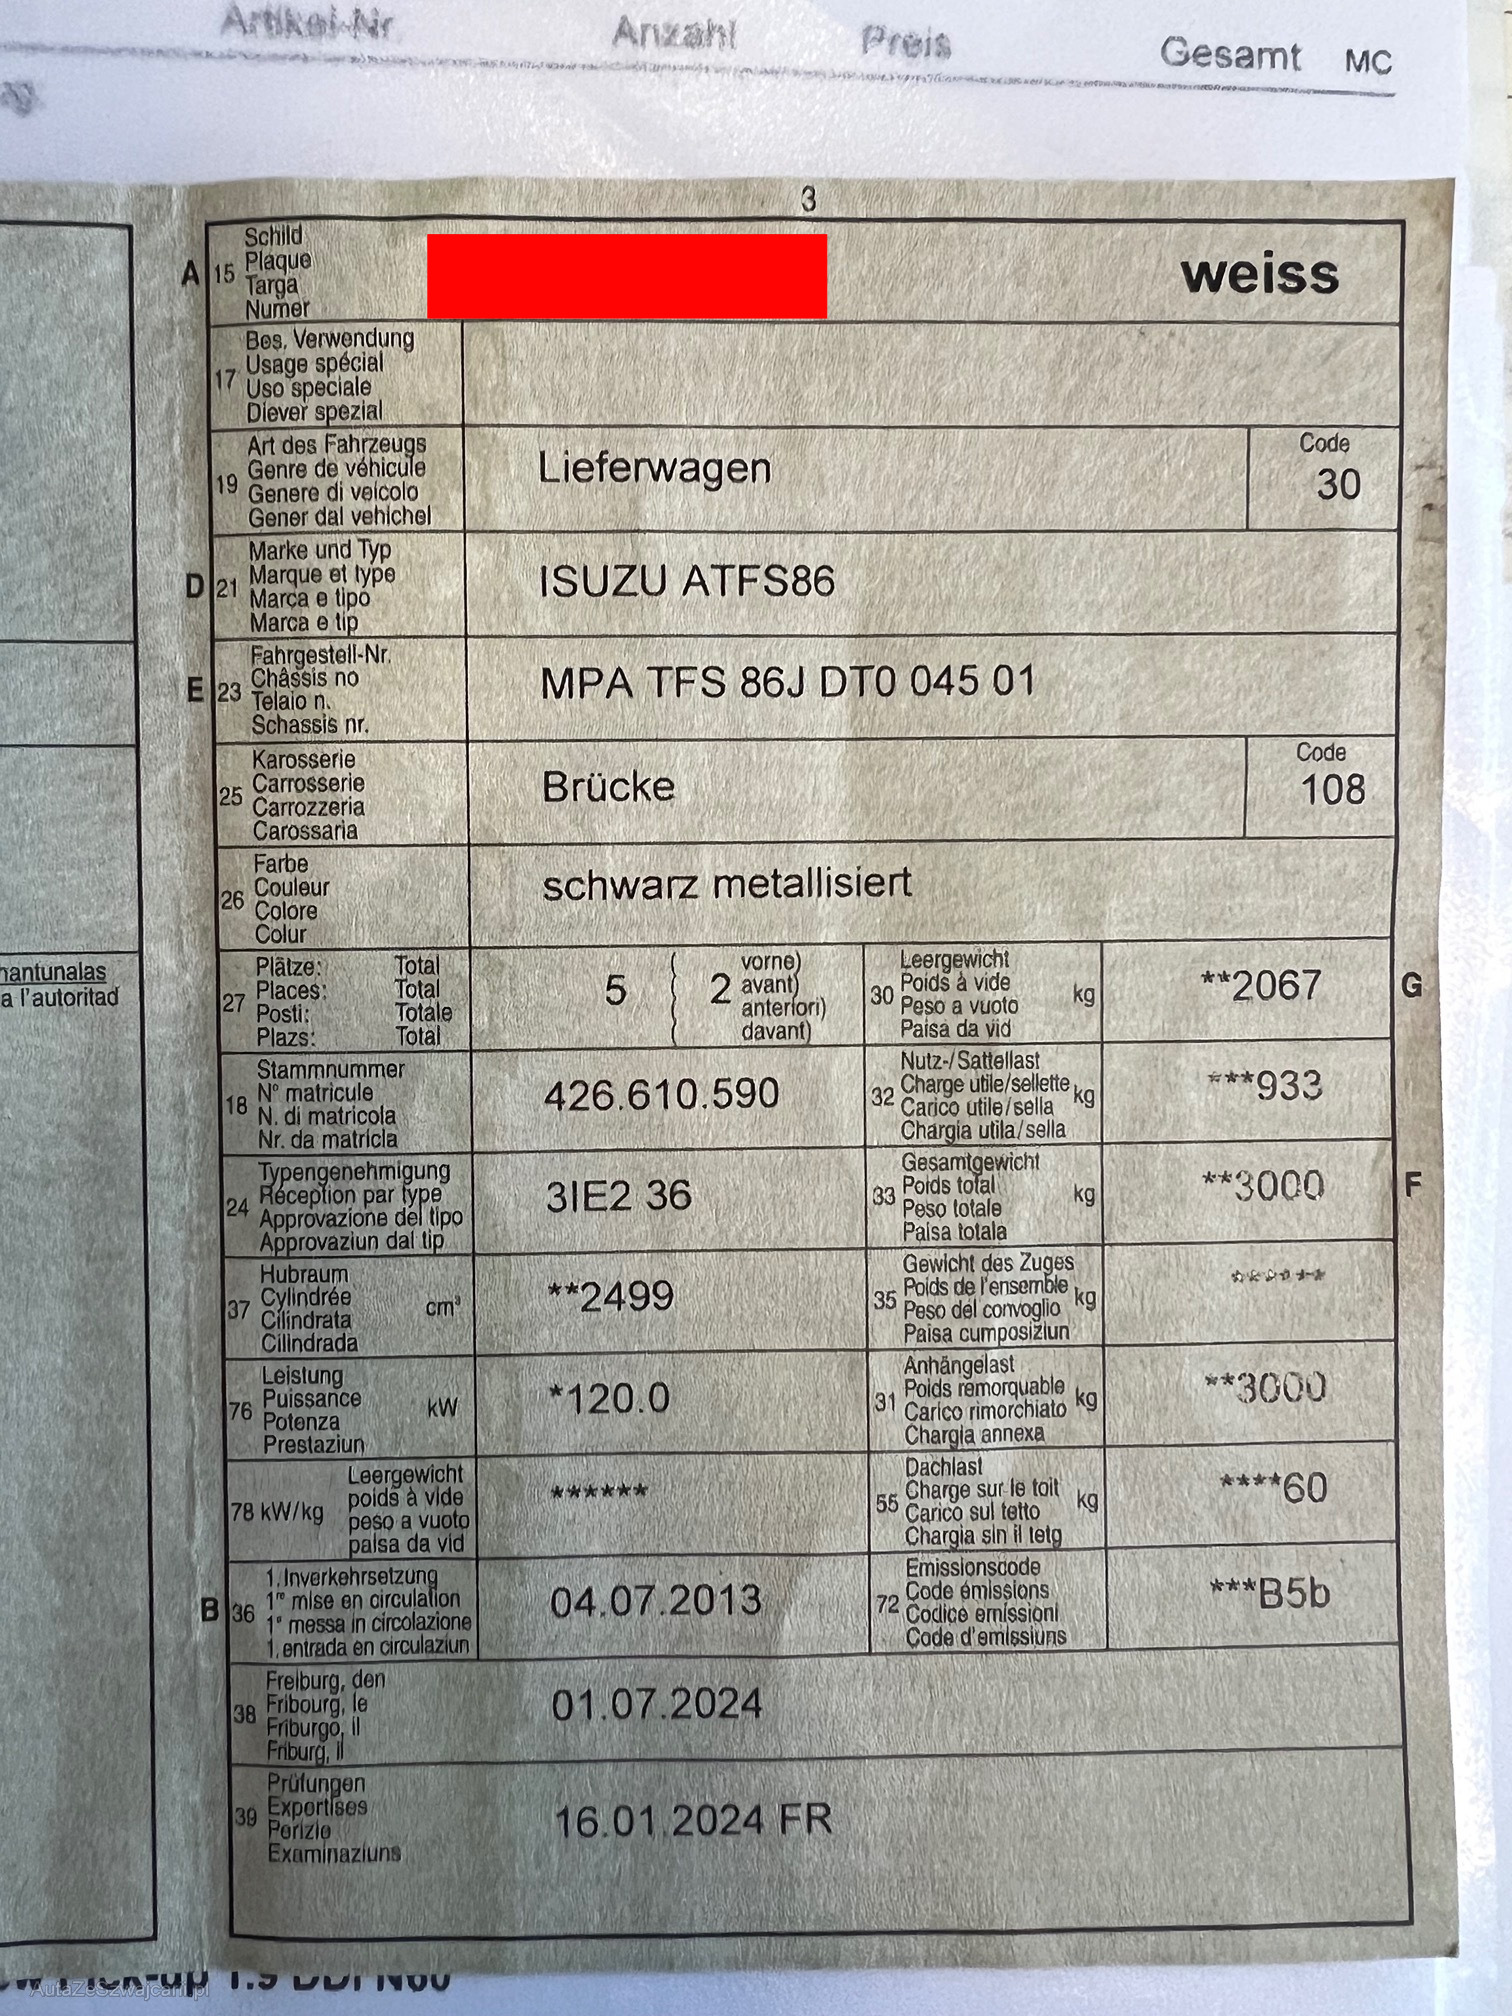 Artikel-Nr Anzahl Preis Gesamt MC
3
A 15 Schild
Plaque
Targa
Numer
weiss
17 Bes. Verwendung
Usage spécial
Uso speciale
Diever spezial
19 Art des Fahrzeugs
Genre de véhicule
Genere di veicolo
Gener dal vehichel
Lieferwagen
Code
30
D 21 Marke und Typ
Marque et type
Marca e tipo
Marca e tip
ISUZU ATFS86
E 23 Fahrgestell-Nr.
Châssis no
Telaio n.
Schassis nr.
MPA TFS 86J DT0 045 01
25 Karosserie
Carrosserie
Carrozzeria
Carossaria
Brücke
Code
108
26 Farbe
Couleur
Colore
Colur
schwarz metallisiert
nantunalas
a l'autoritad
27 Plätze: Total
Places: Total
Posti: Totale
Plazs: Total
5 ( 2 vorne)
( avant)
( anteriori)
( davant)
30 Leergewicht
Poids à vide
Peso a vuoto
Paisa da vid
kg
**2067
G
18 Stammnummer
N° matricule
N. di matricola
Nr. da matricla
426.610.590
32 Nutz-/Sattellast
Charge utile/sellette
Carico utile/sella
Chargia utila/sella
kg
***933
24 Typengenehmigung
Réception par type
Approvazione del tipo
Approvaziun dal tip
3IE2 36
33 Gesamtgewicht
Poids total
Peso totale
Paisa totala
kg
**3000
F
37 Hubraum
Cylindrée
Cilindrata
Cilindrada
cm³
**2499
35 Gewicht des Zuges
Poids de l'ensemble
Peso del convoglio
Paisa cumposiziun
kg
******
76 Leistung
Puissance
Potenza
Prestaziun
kW
*120.0
31 Anhängelast
Poids remorquable
Carico rimorchiato
Chargia annexa
kg
**3000
78 kW/kg Leergewicht
poids à vide
peso a vuoto
paisa da vid
******
55 Dachlast
Charge sur le toit
Carico sul tetto
Chargia sin il tetg
kg
****60
B 36 1. Inverkehrsetzung
1re mise en circulation
1a messa in circolazione
1. entrada en circulaziun
04.07.2013
72 Emissionscode
Code émissions
Codice emissioni
Code d'emissiuns
***B5b
38 Freiburg, den
Fribourg, le
Friburgo, il
Friburg, il
01.07.2024
39 Prüfungen
Expertises
Perizie
Examinaziuns
16.01.2024 FR
Pick-up 1.9 DDI N60
AutaZeSzwajcarii.pl